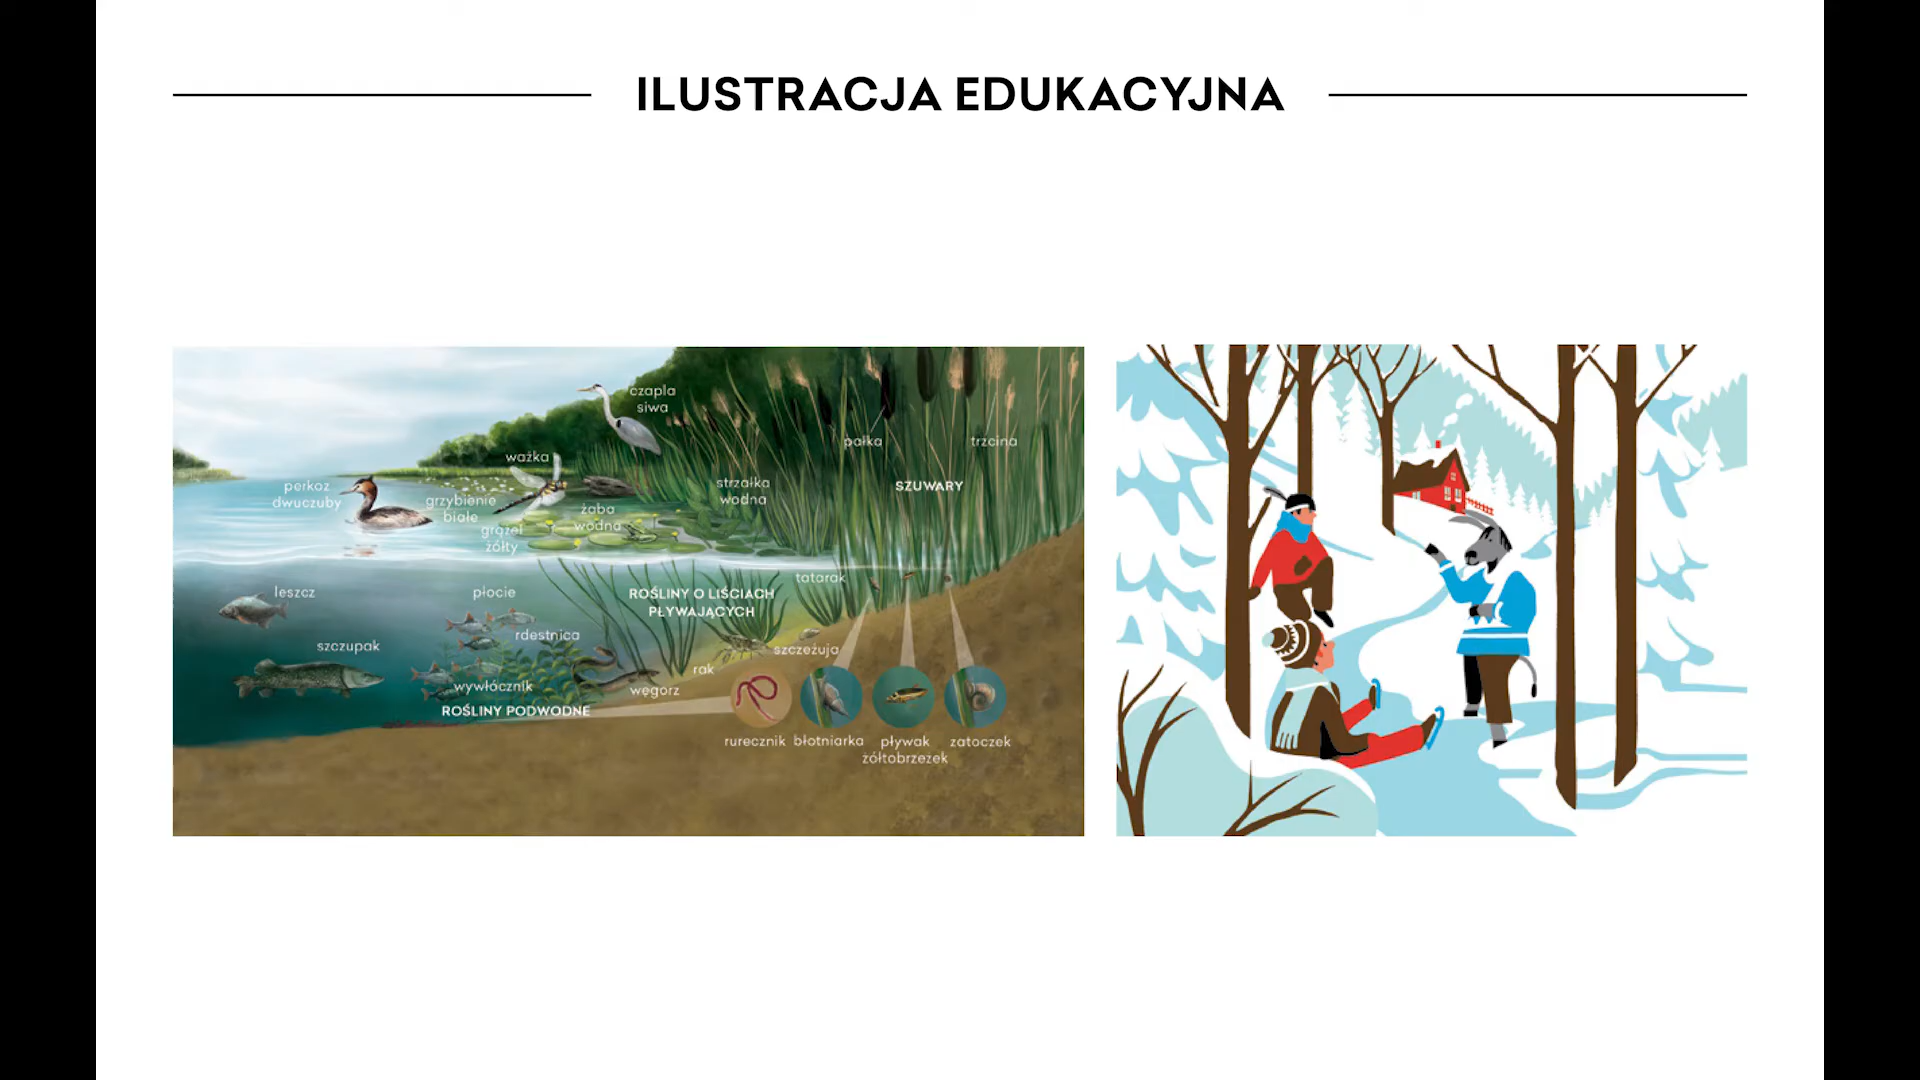 ILUSTRACJA EDUKACYJNA
czapla
siwa
pałka
trzcina
ważka
perkoz
dwuczuby
grzybienie
białe
grązel
żółty
żaba
wodna
strzałka
wodna
SZUWARY
leszcz
płocie
ROŚLINY O LIŚCIACH
PŁYWAJĄCYCH
tatarak
szczupak
rdestnica
szczeżuja
rak
wywłócznik
węgorz
ROŚLINY PODWODNE
rurecznik
błotniarka
pływak
żółtobrzeżek
zatoczek